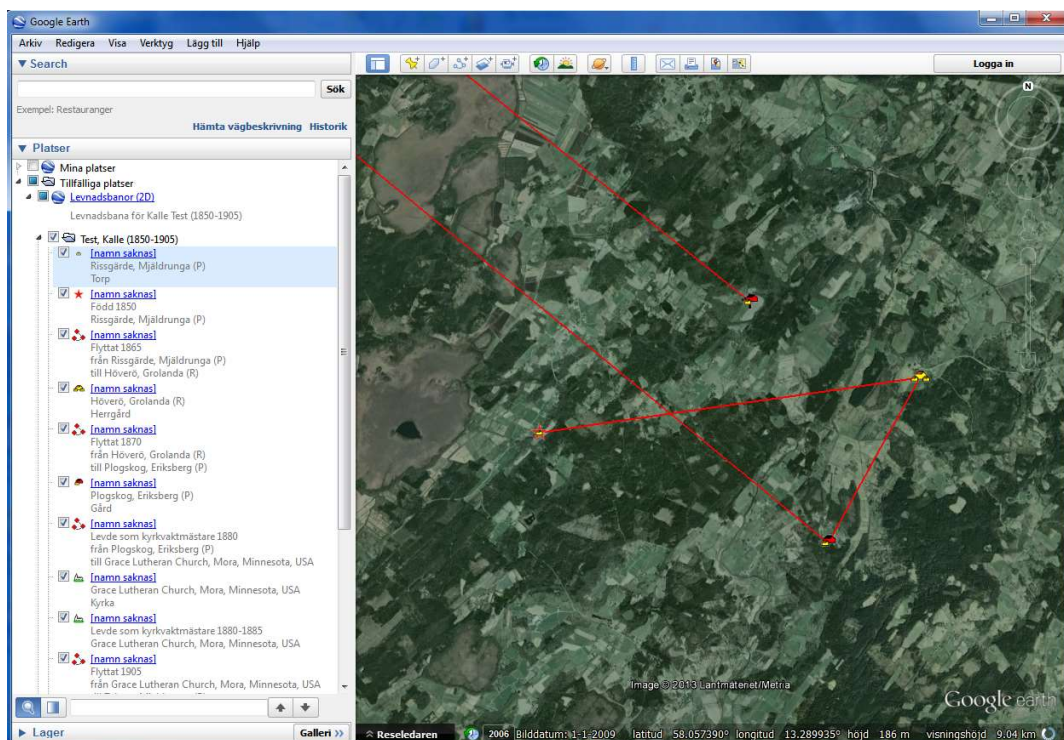 Google Earth
Arkiv Redigera Visa Verktyg Lägg till Hjälp
Search
Sök
Exempel: Restauranger
Hämta vägbeskrivning Historik
Platser
Mina platser
Tillfälliga platser
Levnadsbanor (2D)
Levnadsbana för Kalle Test (1850-1905)
Test, Kalle (1850-1905)
[namn saknas]
Rissgärde, Mjäldrunga (P)
Torp
[namn saknas]
Född 1850
Rissgärde, Mjäldrunga (P)
[namn saknas]
Flyttat 1865
från Rissgärde, Mjäldrunga (P)
till Höverö, Grolanda (R)
[namn saknas]
Höverö, Grolanda (R)
Herrgård
[namn saknas]
Flyttat 1870
från Höverö, Grolanda (R)
till Plogskog, Eriksberg (P)
[namn saknas]
Plogskog, Eriksberg (P)
Gård
[namn saknas]
Levde som kyrkvaktmästare 1880
från Plogskog, Eriksberg (P)
till Grace Lutheran Church, Mora, Minnesota, USA
[namn saknas]
Grace Lutheran Church, Mora, Minnesota, USA
Kyrka
[namn saknas]
Levde som kyrkvaktmästare 1880-1885
Grace Lutheran Church, Mora, Minnesota, USA
[namn saknas]
Flyttat 1905
från Grace Lutheran Church, Mora, Minnesota, USA
Lager
Galleri
Logga in
N
Image © 2013 Lantmäteriet/Metria
Google earth
Reseledaren 2006 Bilddatum: 1-1-2009 latitud 58.057390° longitud 13.289935° höjd 186 m visningshöjd 9.04 km